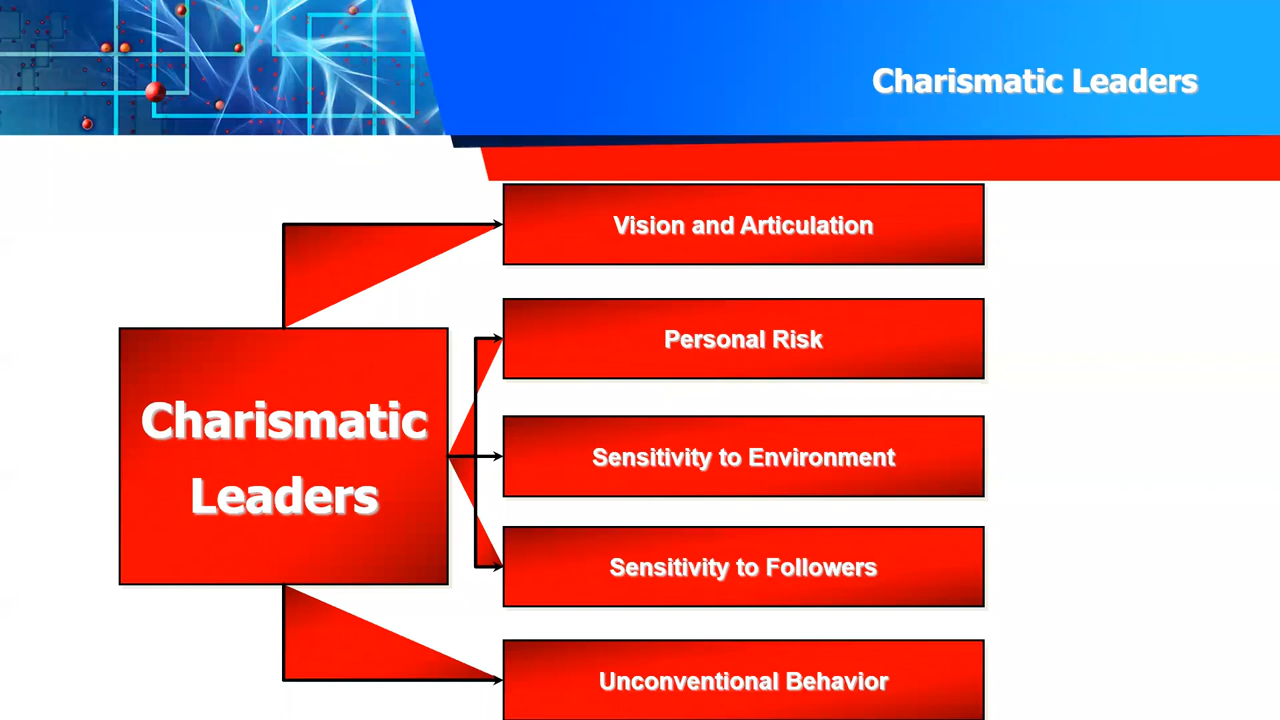 Charismatic Leaders
Vision and Articulation
Personal Risk
Charismatic
Leaders
Sensitivity to Environment
Sensitivity to Followers
Unconventional Behavior